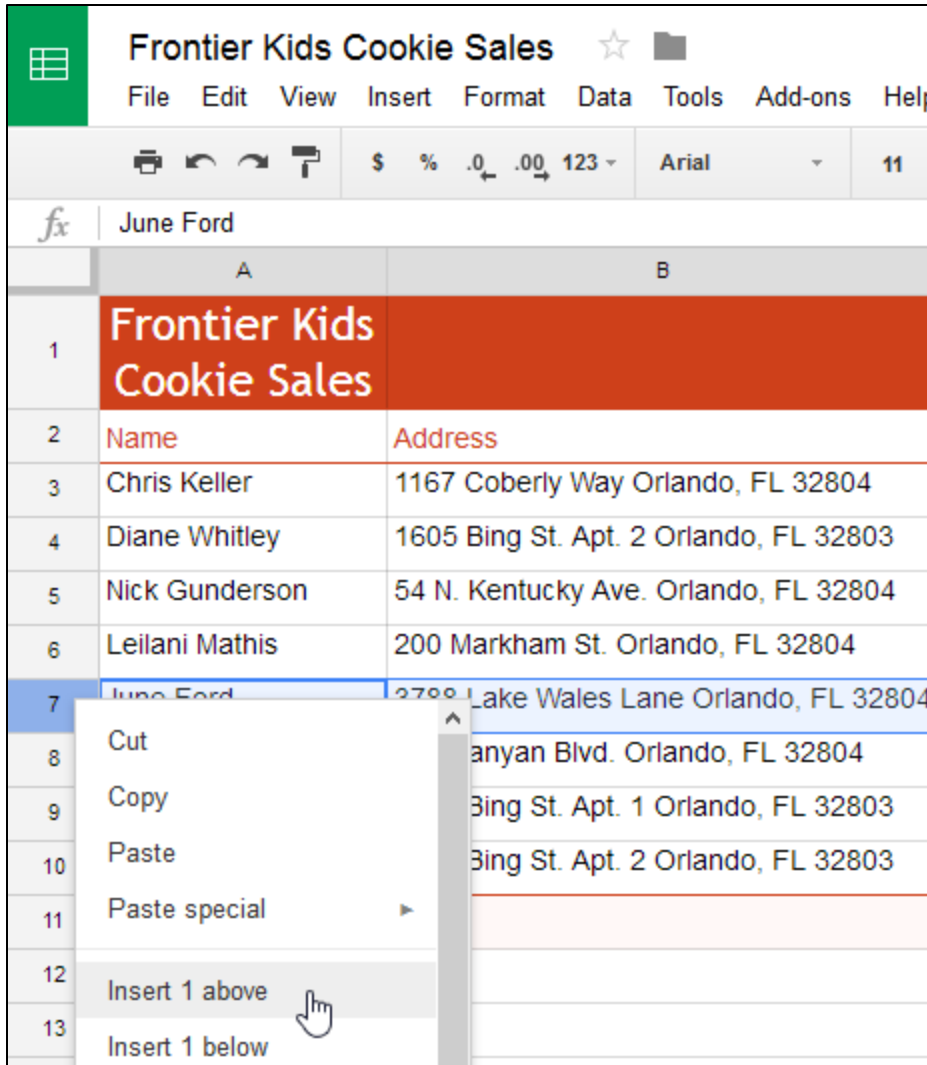 Frontier Kids Cookie Sales
File Edit View Insert Format Data Tools Add-ons Help
$ % .0 .00 123 Arial 11
fx June Ford
A B
1 Frontier Kids
Cookie Sales
2 Name Address
3 Chris Keller 1167 Coberly Way Orlando, FL 32804
4 Diane Whitley 1605 Bing St. Apt. 2 Orlando, FL 32803
5 Nick Gunderson 54 N. Kentucky Ave. Orlando, FL 32804
6 Leilani Mathis 200 Markham St. Orlando, FL 32804
7 June Ford 3788 Lake Wales Lane Orlando, FL 32804
Cut
8 anyan Blvd. Orlando, FL 32804
Copy
9 Bing St. Apt. 1 Orlando, FL 32803
Paste
10 Bing St. Apt. 2 Orlando, FL 32803
Paste special
11
12
Insert 1 above
13
Insert 1 below